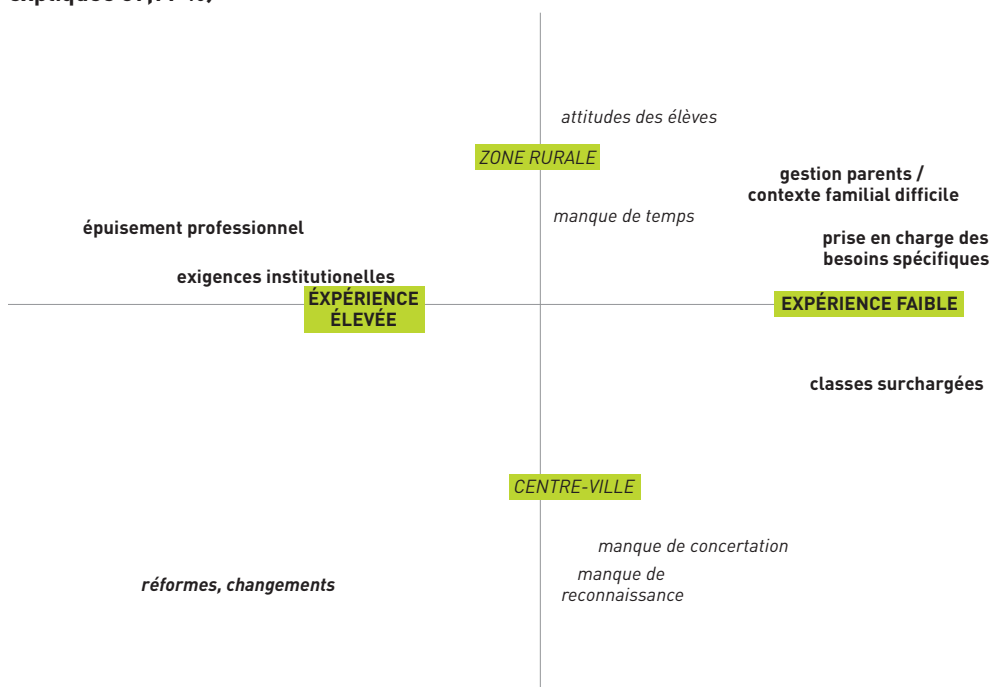 attitudes des élèves
ZONE RURALE
gestion parents /
contexte familial difficile
manque de temps
épuisement professionnel
prise en charge des
besoins spécifiques
exigences institutionelles
ÉXPÉRIENCE
ÉLEVÉE
EXPÉRIENCE FAIBLE
classes surchargées
CENTRE-VILLE
manque de concertation
manque de
reconnaissance
réformes, changements